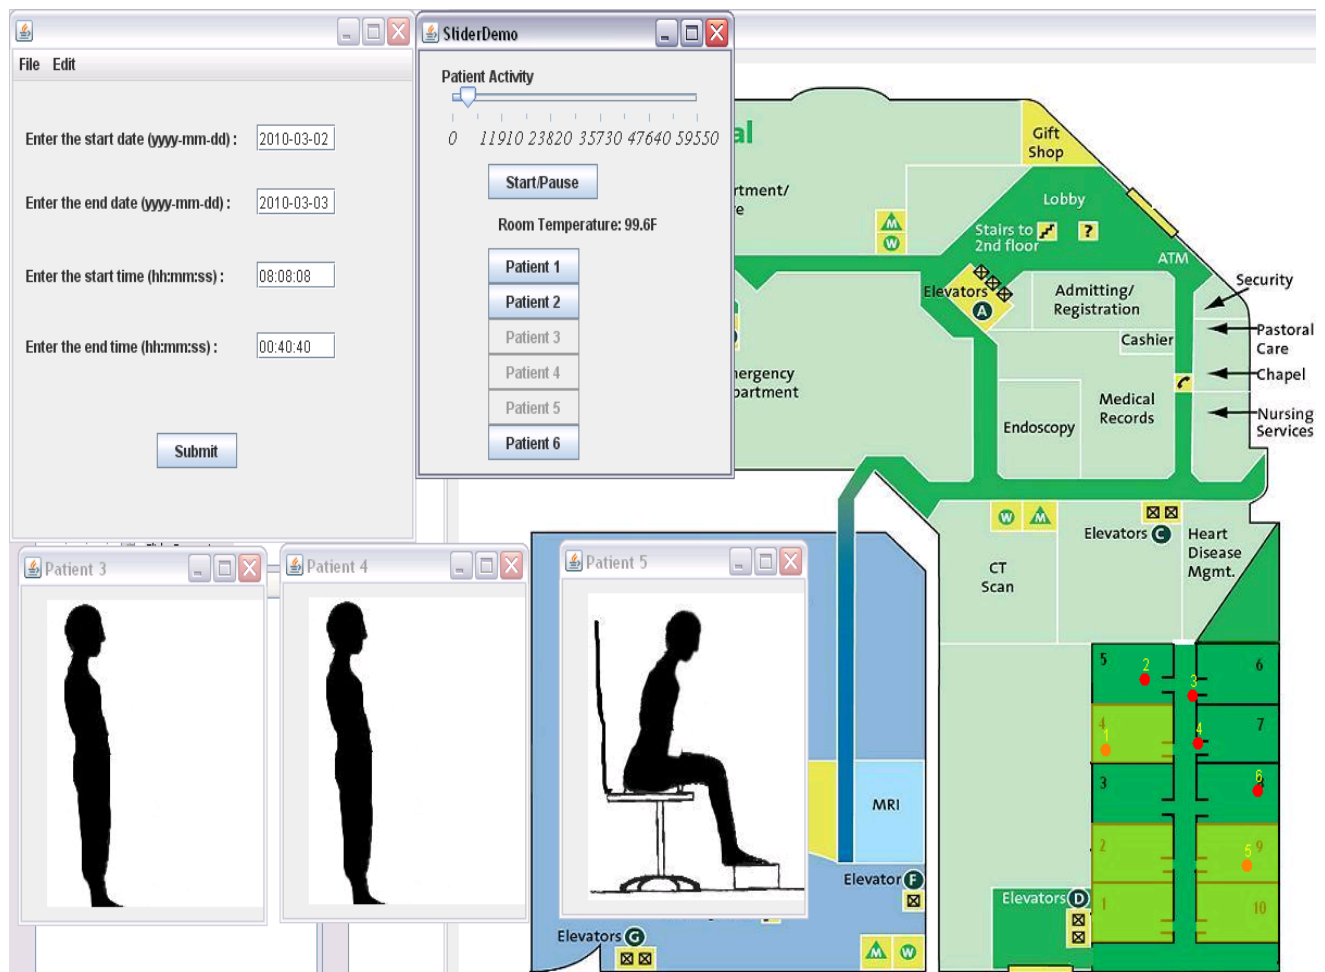 File Edit
Enter the start date (yyyy-mm-dd) : 2010-03-02
Enter the end date (yyyy-mm-dd) : 2010-03-03
Enter the start time (hh:mm:ss) : 08:08:08
Enter the end time (hh:mm:ss) : 00:40:40
Submit
SliderDemo
Patient Activity
0 11910 23820 35730 47640 59550
Start/Pause
Room Temperature: 99.6F
Patient 1
Patient 2
Patient 3
Patient 4
Patient 5
Patient 6
Patient 3
Patient 4
Patient 5
al
rtment/
Gift
Shop
Lobby
Stairs to
2nd floor
?
M
W
ATM
Elevators
A
Admitting/
Registration
Cashier
Security
Pastoral
Care
Chapel
Nursing
Services
Medical
Records
Endoscopy
mergency
partment
W M
Elevators C
Heart
Disease
Mgmt.
CT
Scan
MRI
Elevator F
Elevators G
M W
Elevators D
5 2 6
3
4 1 4 7
3 6
2 5 9
1 10